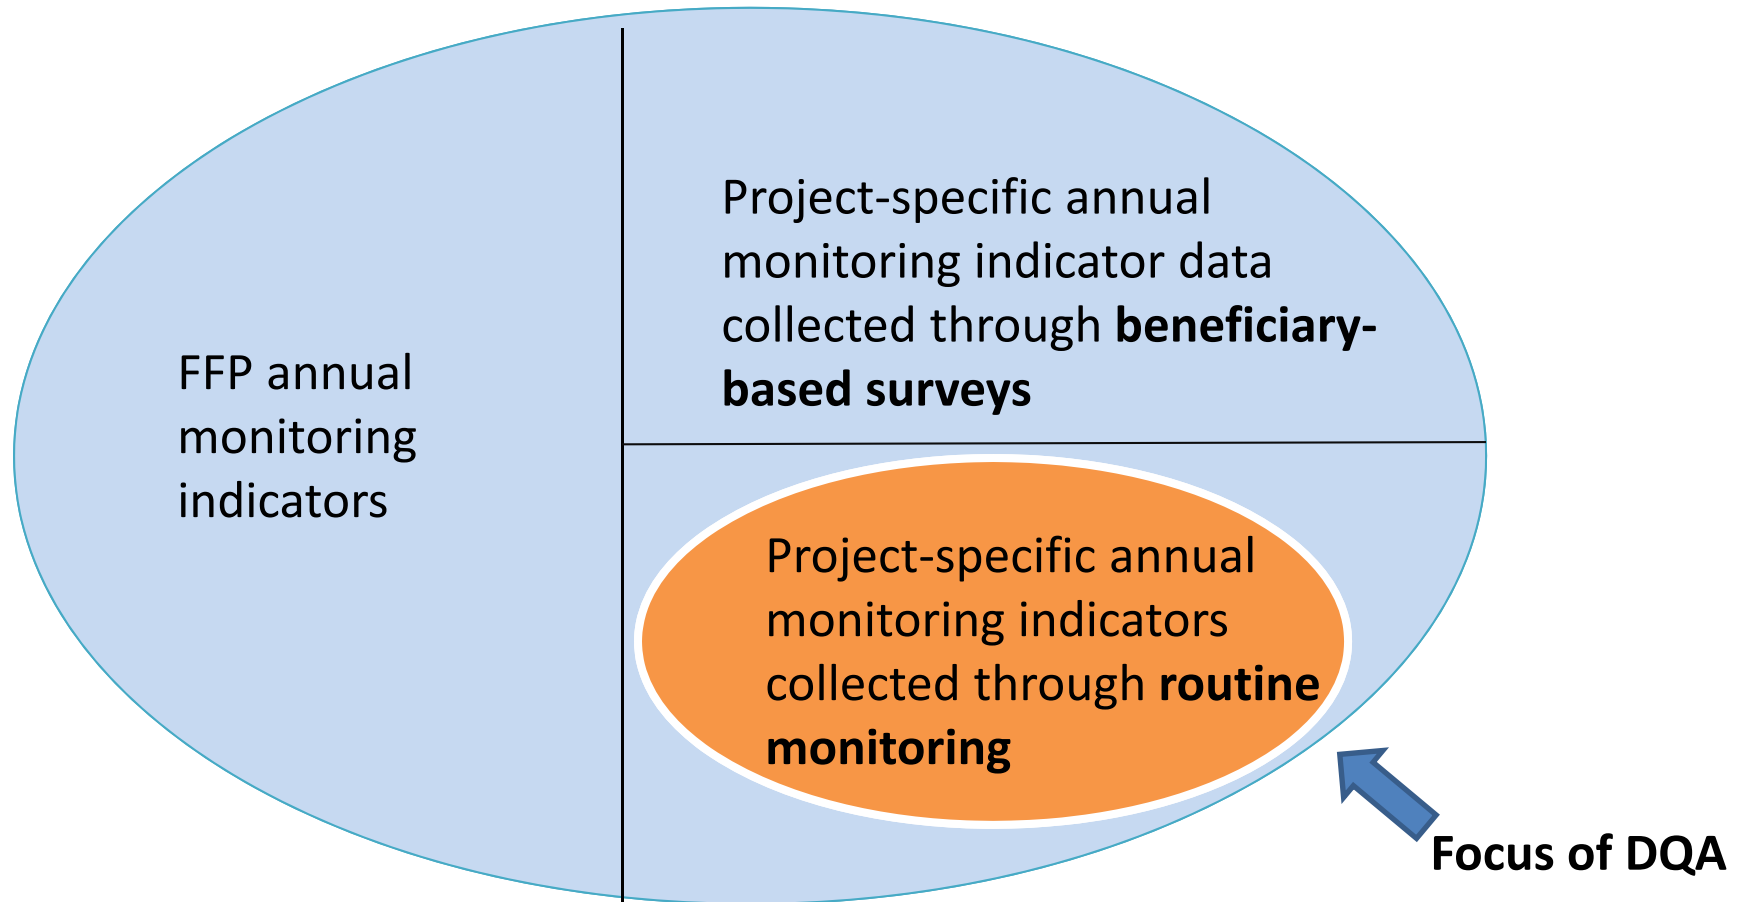 FFP annual
monitoring
indicators
Project-specific annual
monitoring indicator data
collected through beneficiary-
based surveys
Project-specific annual
monitoring indicators
collected through routine
monitoring
Focus of DQA